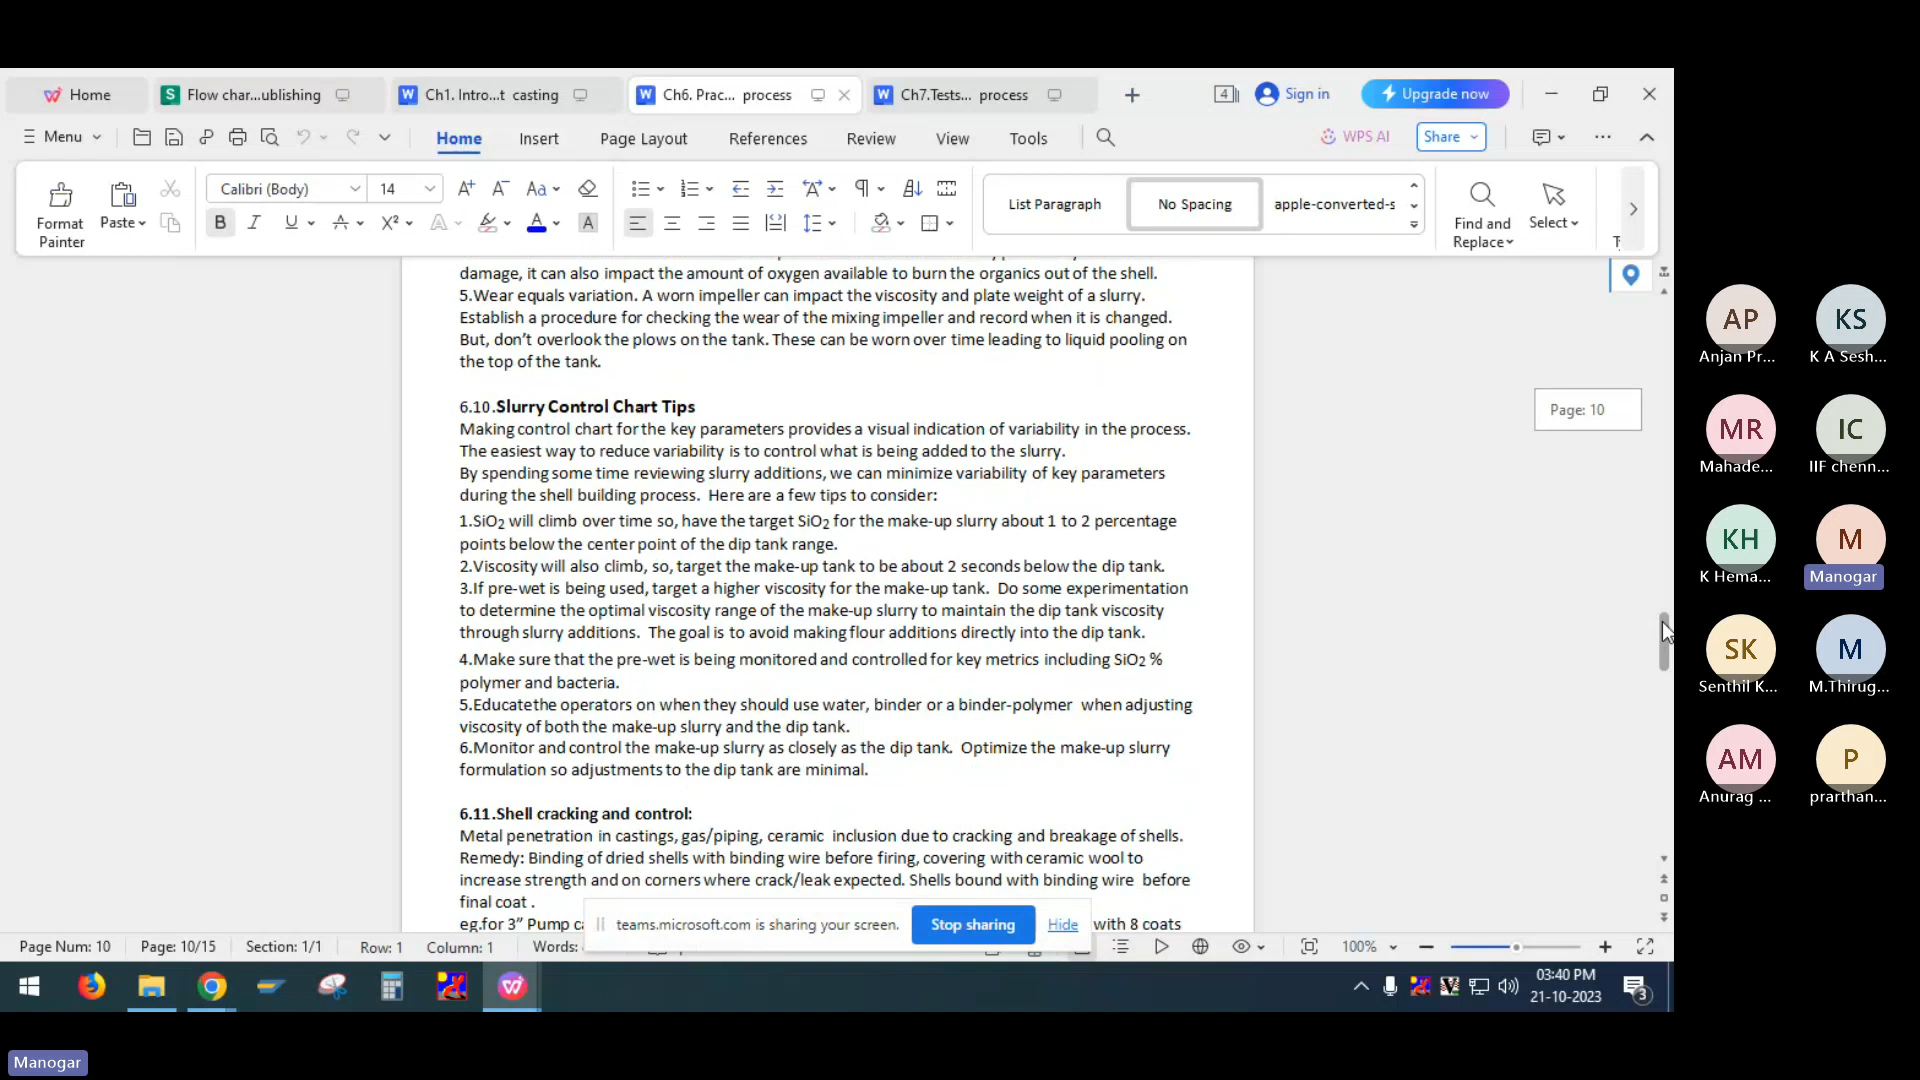 Home
Flow char...ublishing
Ch1. Intro...t casting
Ch6. Prac... process
Ch7.Tests... process
4
Sign in
Upgrade now
Menu
Home
Insert
Page Layout
References
Review
View
Tools
WPS AI
Share
Format
Painter
Paste
Calibri (Body)
14
List Paragraph
No Spacing
apple-converted-s
Find and
Replace
Select
damage, it can also impact the amount of oxygen available to burn the organics out of the shell.
5.Wear equals variation. A worn impeller can impact the viscosity and plate weight of a slurry.
Establish a procedure for checking the wear of the mixing impeller and record when it is changed.
But, don’t overlook the plows on the tank. These can be worn over time leading to liquid pooling on
the top of the tank.
6.10.Slurry Control Chart Tips
Making control chart for the key parameters provides a visual indication of variability in the process.
The easiest way to reduce variability is to control what is being added to the slurry.
By spending some time reviewing slurry additions, we can minimize variability of key parameters
during the shell building process. Here are a few tips to consider:
1.SiO2 will climb over time so, have the target SiO2 for the make-up slurry about 1 to 2 percentage
points below the center point of the dip tank range.
2.Viscosity will also climb, so, target the make-up tank to be about 2 seconds below the dip tank.
3.If pre-wet is being used, target a higher viscosity for the make-up tank. Do some experimentation
to determine the optimal viscosity range of the make-up slurry to maintain the dip tank viscosity
through slurry additions. The goal is to avoid making flour additions directly into the dip tank.
4.Make sure that the pre-wet is being monitored and controlled for key metrics including SiO2 %
polymer and bacteria.
5.Educate the operators on when they should use water, binder or a binder-polymer when adjusting
viscosity of both the make-up slurry and the dip tank.
6.Monitor and control the make-up slurry as closely as the dip tank. Optimize the make-up slurry
formulation so adjustments to the dip tank are minimal.
6.11.Shell cracking and control:
Metal penetration in castings, gas/piping, ceramic inclusion due to cracking and breakage of shells.
Remedy: Binding of dried shells with binding wire before firing, covering with ceramic wool to
increase strength and on corners where crack/leak expected. Shells bound with binding wire before
final coat .
eg.for 3” Pump with 8 coats
Page: 10
teams.microsoft.com is sharing your screen.
Stop sharing
Hide
Page Num: 10
Page: 10/15
Section: 1/1
Row: 1
Column: 1
Words:
100%
03:40 PM
21-10-2023
3
AP
Anjan Pr...
KS
K A Sesh...
MR
Mahade...
IC
IIF chenn...
KH
K Hema...
M
Manogar
SK
Senthil K...
M
M.Thirug...
AM
Anurag ...
P
prarthan...
Manogar